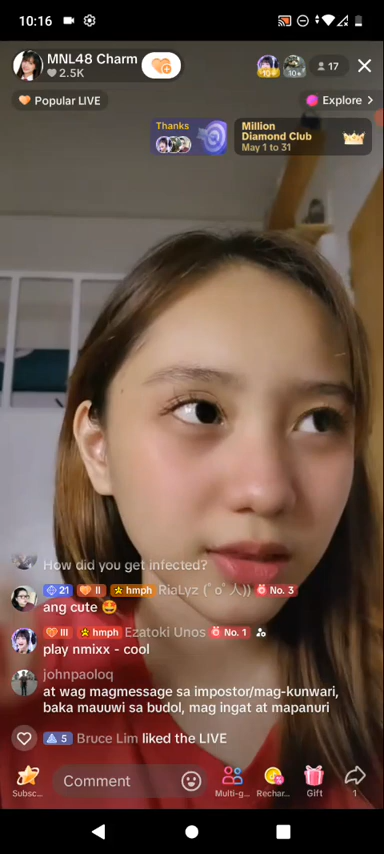 10:16
MNL48 Charm
2.5K
10
10+
17
Popular LIVE
Explore
Thanks
Million
Diamond Club
May 1 to 31
How did you get infected?
21 II hmph RiaLyz (ﾟoﾟ人)) No. 3
ang cute 🤩
III hmph Ezatoki Unos No. 1
play nmixx - cool
johnpaoloq
at wag magmessage sa impostor/mag-kunwari,
baka mauuwi sa budol, mag ingat at mapanuri
5 Bruce Lim liked the LIVE
Comment
Subsc... Multi-g... Rechar... Gift 1